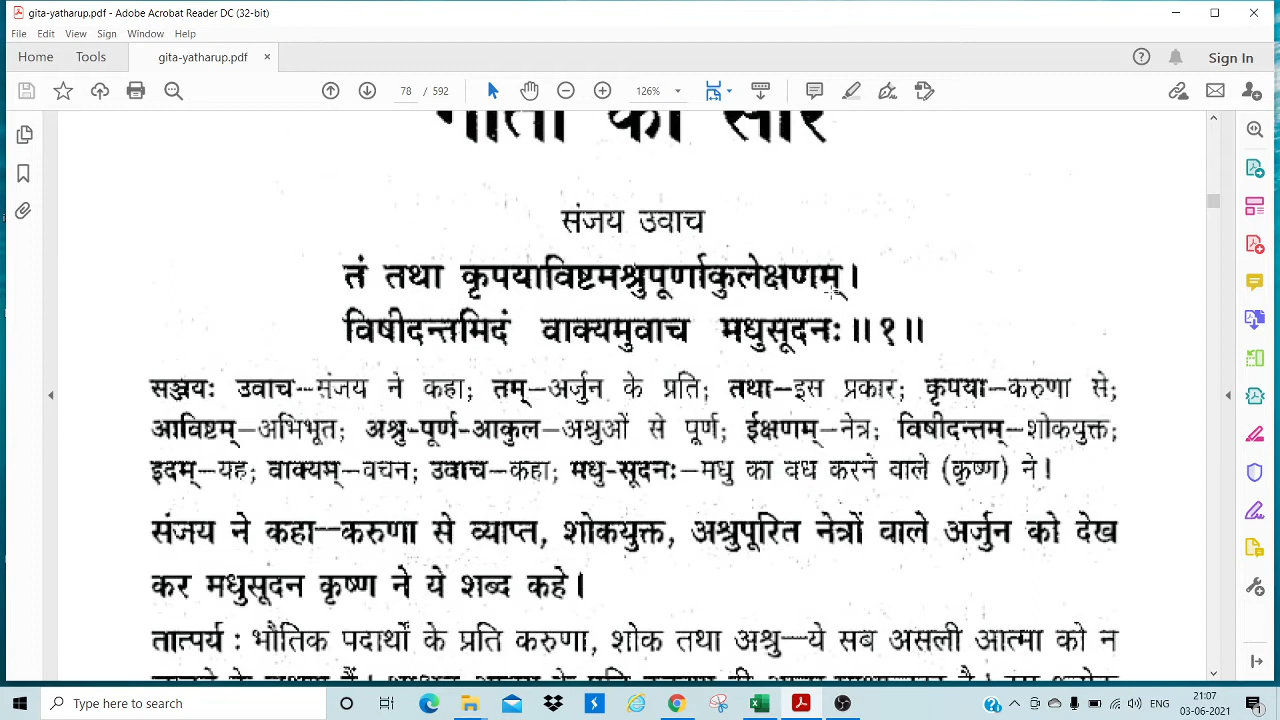 gita-yatharup.pdf - Adobe Acrobat Reader DC (32-bit)
File Edit View Sign Window Help
Home Tools gita-yatharup.pdf × Sign In
78 / 592 126%
गीता का सार
संजय उवाच
तं तथा कृपयाविष्टमश्रुपूर्णाकुलेक्षणम् ।
विषीदन्तमिदं वाक्यमुवाच मधुसूदनः ॥ १ ॥
सञ्जयः उवाच—संजय ने कहा; तम्—अर्जुन के प्रति; तथा—इस प्रकार; कृपया—करुणा से;
आविष्टम्—अभिभूत; अश्रु-पूर्ण-आकुल—अश्रुओं से पूर्ण; ईक्षणम्—नेत्र; विषीदन्तम्—शोकयुक्त;
इदम्—यह; वाक्यम्—वचन; उवाच—कहा; मधु-सूदनः—मधु का वध करने वाले (कृष्ण) ने।
संजय ने कहा—करुणा से व्याप्त, शोकयुक्त, अश्रुपूरित नेत्रों वाले अर्जुन को देख
कर मधुसूदन कृष्ण ने ये शब्द कहे।
तात्पर्य : भौतिक पदार्थों के प्रति करुणा, शोक तथा अश्रु—ये सब असली आत्मा को न
Type here to search ENG 21:07
03-06-2021